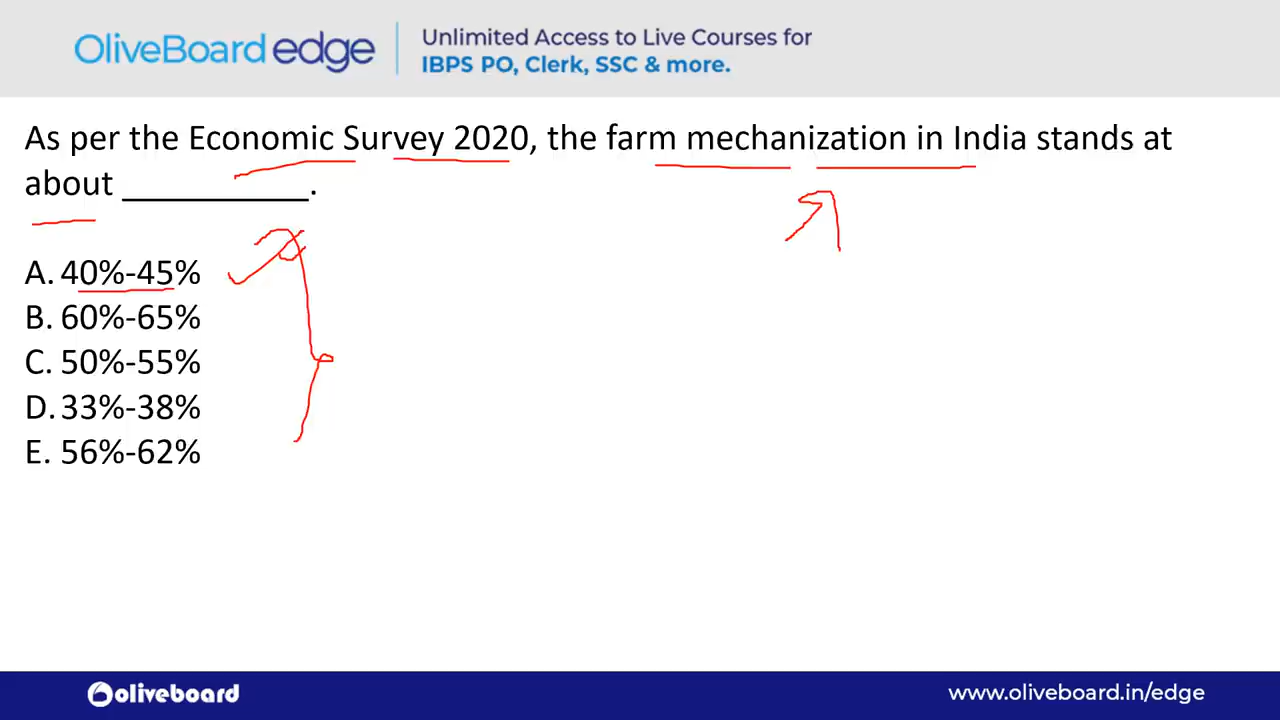 OliveBoard edge
Unlimited Access to Live Courses for
IBPS PO, Clerk, SSC & more.
As per the Economic Survey 2020, the farm mechanization in India stands at
about ___________.
A. 40%-45%
B. 60%-65%
C. 50%-55%
D. 33%-38%
E. 56%-62%
oliveboard
www.oliveboard.in/edge